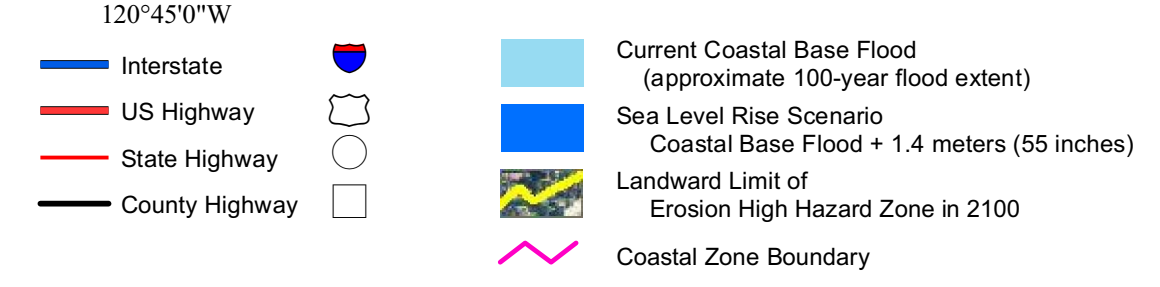 120°45'0"W
Interstate
US Highway
State Highway
County Highway
Current Coastal Base Flood
(approximate 100-year flood extent)
Sea Level Rise Scenario
Coastal Base Flood + 1.4 meters (55 inches)
Landward Limit of
Erosion High Hazard Zone in 2100
Coastal Zone Boundary